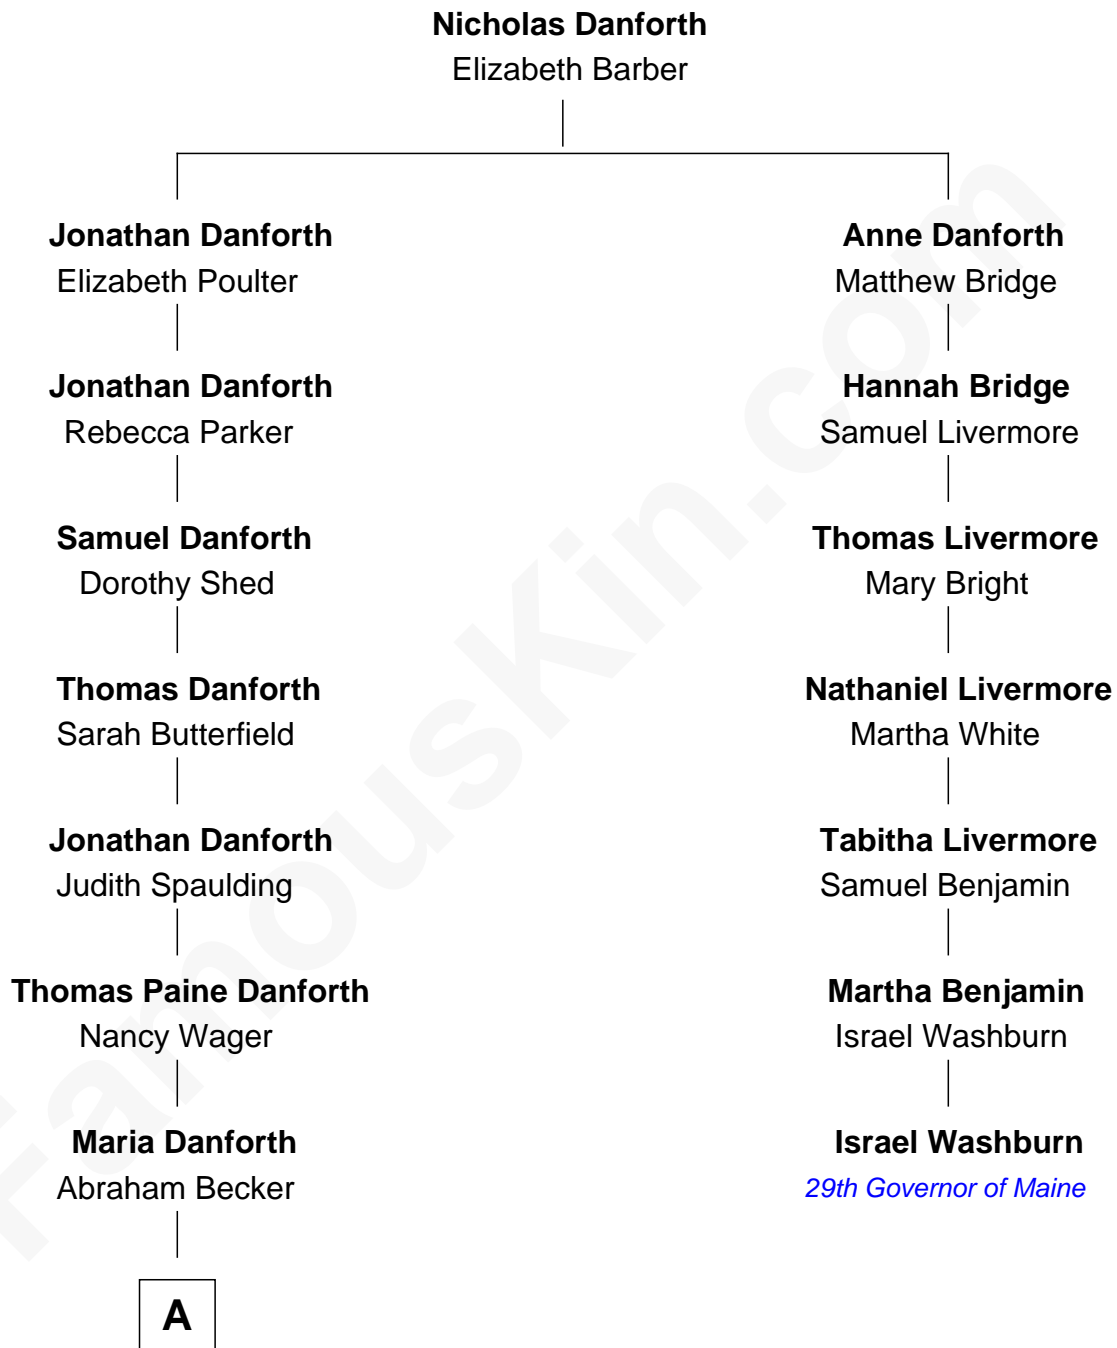 Nicholas Danforth
Elizabeth Barber
Jonathan Danforth
Elizabeth Poulter
Anne Danforth
Matthew Bridge
Jonathan Danforth
Rebecca Parker
Hannah Bridge
Samuel Livermore
Samuel Danforth
Dorothy Shed
Thomas Livermore
Mary Bright
Thomas Danforth
Sarah Butterfield
Nathaniel Livermore
Martha White
Jonathan Danforth
Judith Spaulding
Tabitha Livermore
Samuel Benjamin
Thomas Paine Danforth
Nancy Wager
Martha Benjamin
Israel Washburn
Maria Danforth
Abraham Becker
Israel Washburn
29th Governor of Maine
A
FamousKin.com